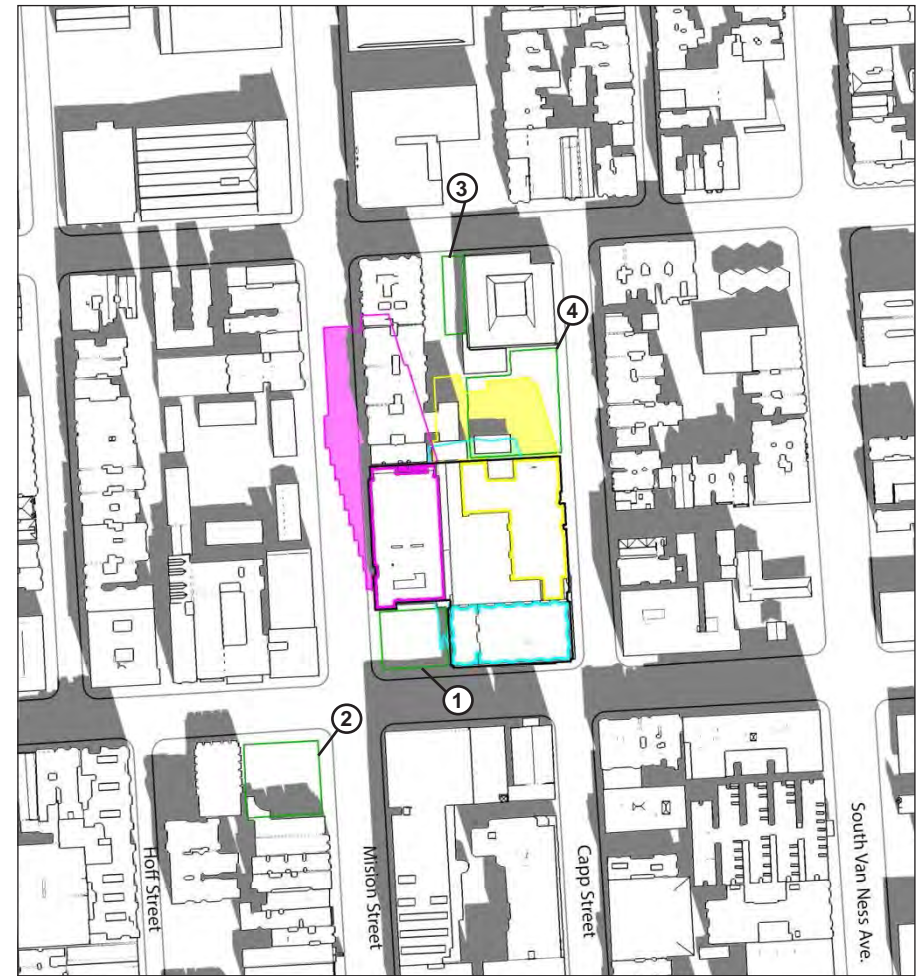 3
4
1
2
Hoff Street
Mision Street
Capp Street
South Van Ness Ave.